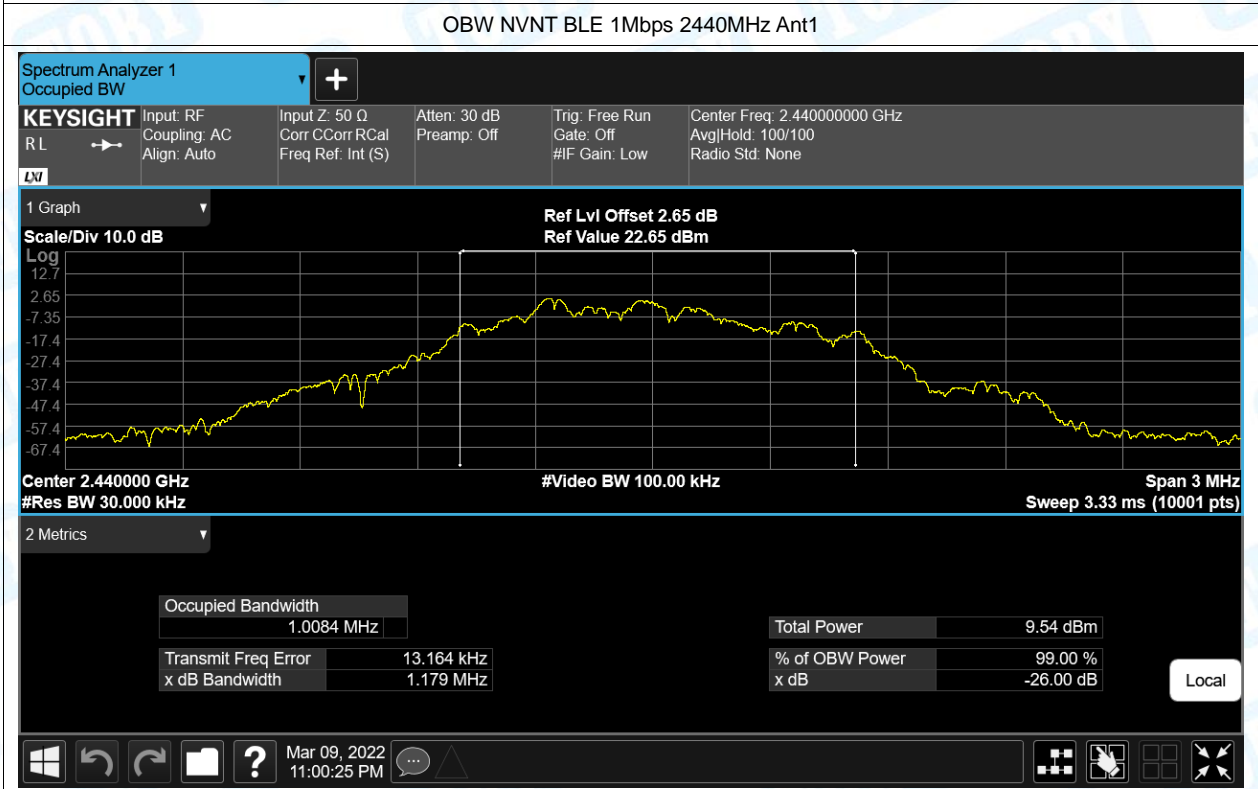 OBW NVNT BLE 1Mbps 2440MHz Ant1
Spectrum Analyzer 1
Occupied BW
KEYSIGHT
RL
LXI
Input: RF
Coupling: AC
Align: Auto
Input Z: 50 Ω
Corr CCorr RCal
Freq Ref: Int (S)
Atten: 30 dB
Preamp: Off
Trig: Free Run
Gate: Off
#IF Gain: Low
Center Freq: 2.440000000 GHz
Avg|Hold: 100/100
Radio Std: None
1 Graph
Scale/Div 10.0 dB
Ref Lvl Offset 2.65 dB
Ref Value 22.65 dBm
Log
12.7
2.65
-7.35
-17.4
-27.4
-37.4
-47.4
-57.4
-67.4
Center 2.440000 GHz
#Res BW 30.000 kHz
#Video BW 100.00 kHz
Span 3 MHz
Sweep 3.33 ms (10001 pts)
2 Metrics
Occupied Bandwidth
1.0084 MHz
Transmit Freq Error 13.164 kHz
x dB Bandwidth 1.179 MHz
Total Power 9.54 dBm
% of OBW Power 99.00 %
x dB -26.00 dB
Local
Mar 09, 2022
11:00:25 PM